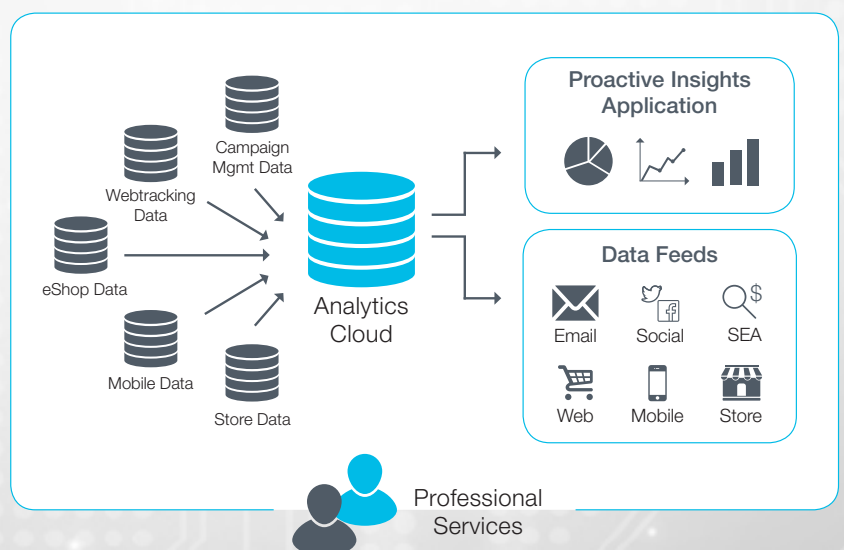 Campaign
Mgmt Data
Webtracking
Data
eShop Data
Mobile Data
Store Data
Analytics
Cloud
Proactive Insights
Application
Data Feeds
Email
Social
$
SEA
Web
Mobile
Store
Professional
Services